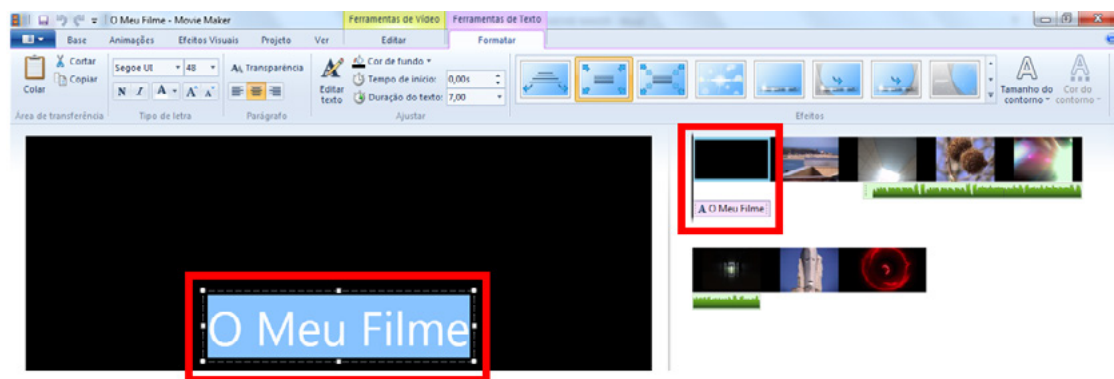 O Meu Filme - Movie Maker
Ferramentas de Vídeo
Ferramentas de Texto
Base
Animações
Efeitos Visuais
Projeto
Ver
Editar
Formatar
Colar
Cortar
Copiar
Área de transferência
Segoe UI
48
N I A A A
Tipo de letra
Transparência
Parágrafo
Editar texto
Cor de fundo
Tempo de início: 0,00s
Duração do texto: 7,00
Ajustar
Efeitos
Tamanho do contorno
Cor do contorno
A O Meu Filme
O Meu Filme